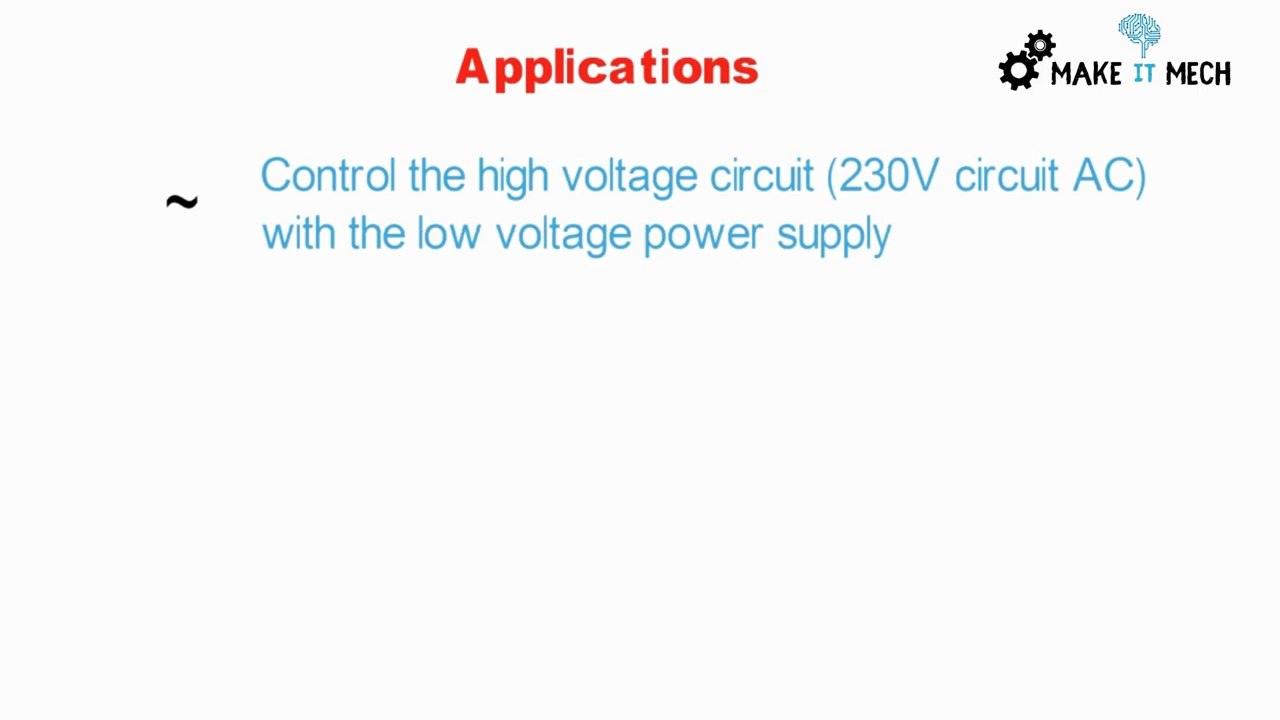 Applications
MAKE IT MECH
~ Control the high voltage circuit (230V circuit AC)
with the low voltage power supply